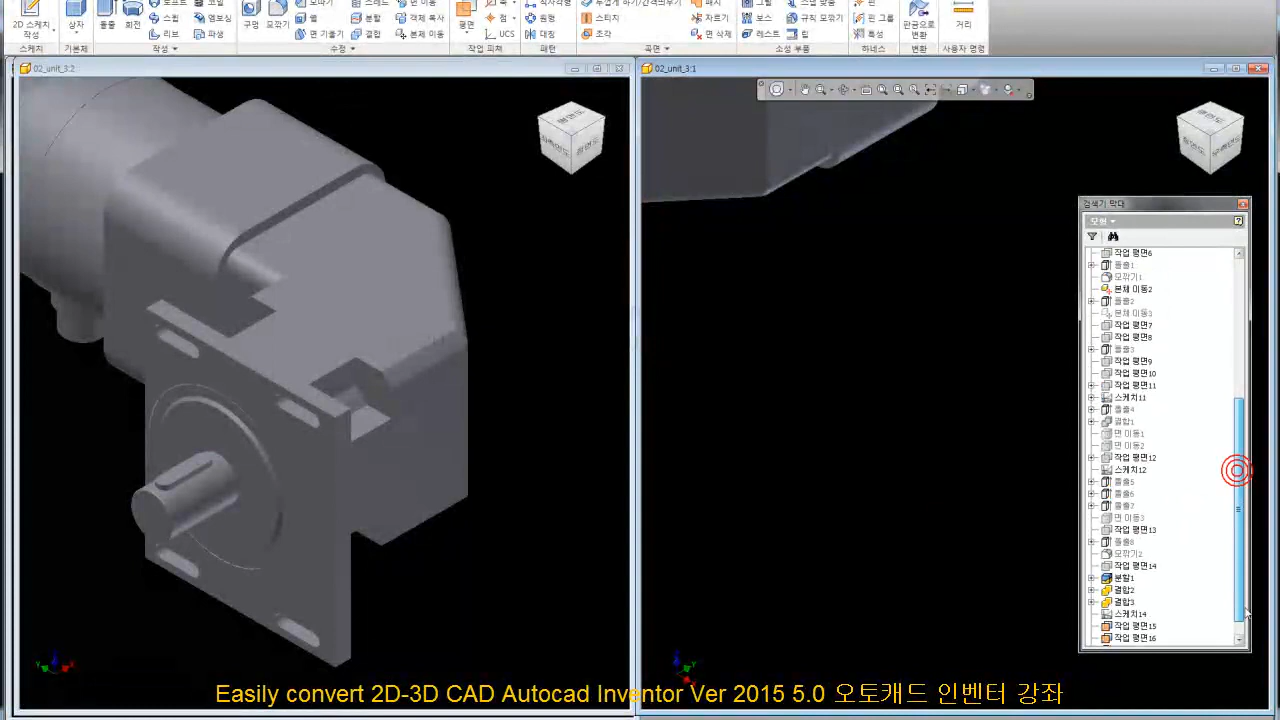 2D 스케치 작성
상자
돌출
회전
로프트
스윕
리브
코일
엠보싱
구멍
모깎기
쉘
면 기울기
스레드
분할
결합
면 이동
객체 복사
본체 이동
평면
축
점
UCS
직사각형
원형
대칭
스티치
조각
패치
자르기
면 삭제
그릴
보스
레스트
스냅 맞춤
규칙 모깎기
립
핀
핀 그룹
특성
판금으로 변환
거리
스케치
기본체
작성
수정
작업 피쳐
패턴
곡면
소성 부품
하네스
변환
사용자 명령
02_unit_3:2
02_unit_3:1
검색기 막대
모형
작업 평면6
돌출1
모깎기1
본체 이동2
돌출2
본체 이동3
작업 평면7
작업 평면8
돌출3
작업 평면9
작업 평면10
작업 평면11
스케치11
돌출4
결합1
면 이동1
면 이동2
작업 평면12
스케치12
돌출5
돌출6
돌출7
면 이동3
작업 평면13
돌출8
모깎기2
작업 평면14
분할1
결합2
결합3
스케치14
작업 평면15
작업 평면16
Easily convert 2D-3D CAD Autocad Inventor Ver 2015 5.0 오토캐드 인벤터 강좌